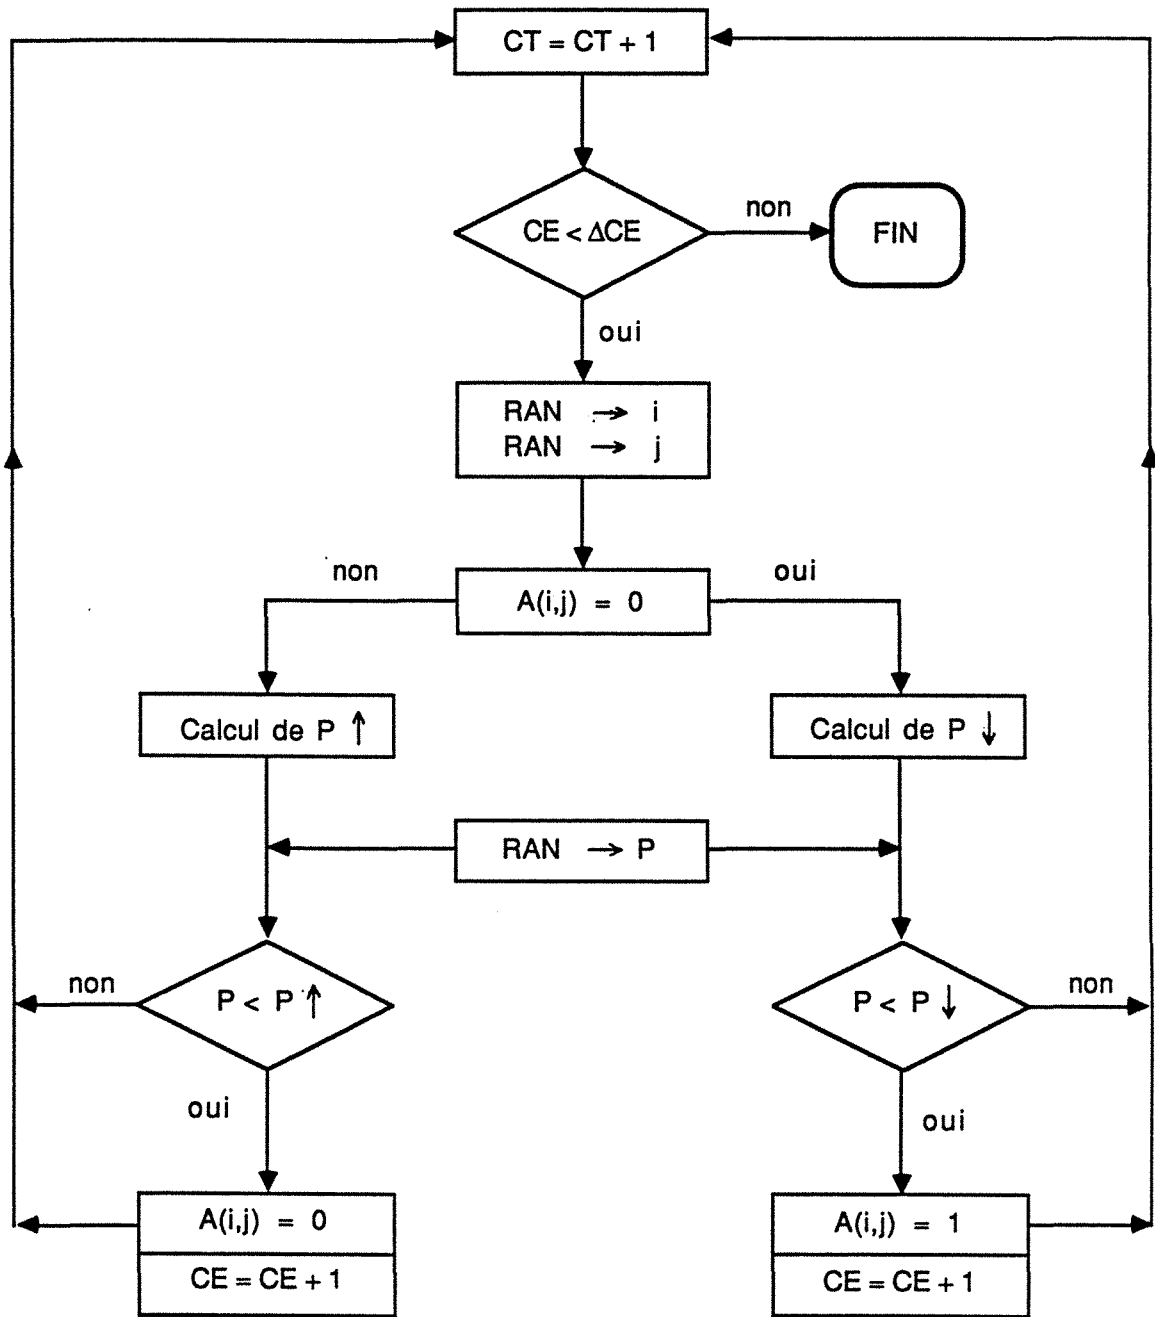 CT = CT + 1
CE < ΔCE
non
FIN
oui
RAN → i
RAN → j
non
A(i,j) = 0
oui
Calcul de P ↑
Calcul de P ↓
RAN → P
non
P < P ↑
P < P ↓
non
oui
oui
A(i,j) = 0
CE = CE + 1
A(i,j) = 1
CE = CE + 1